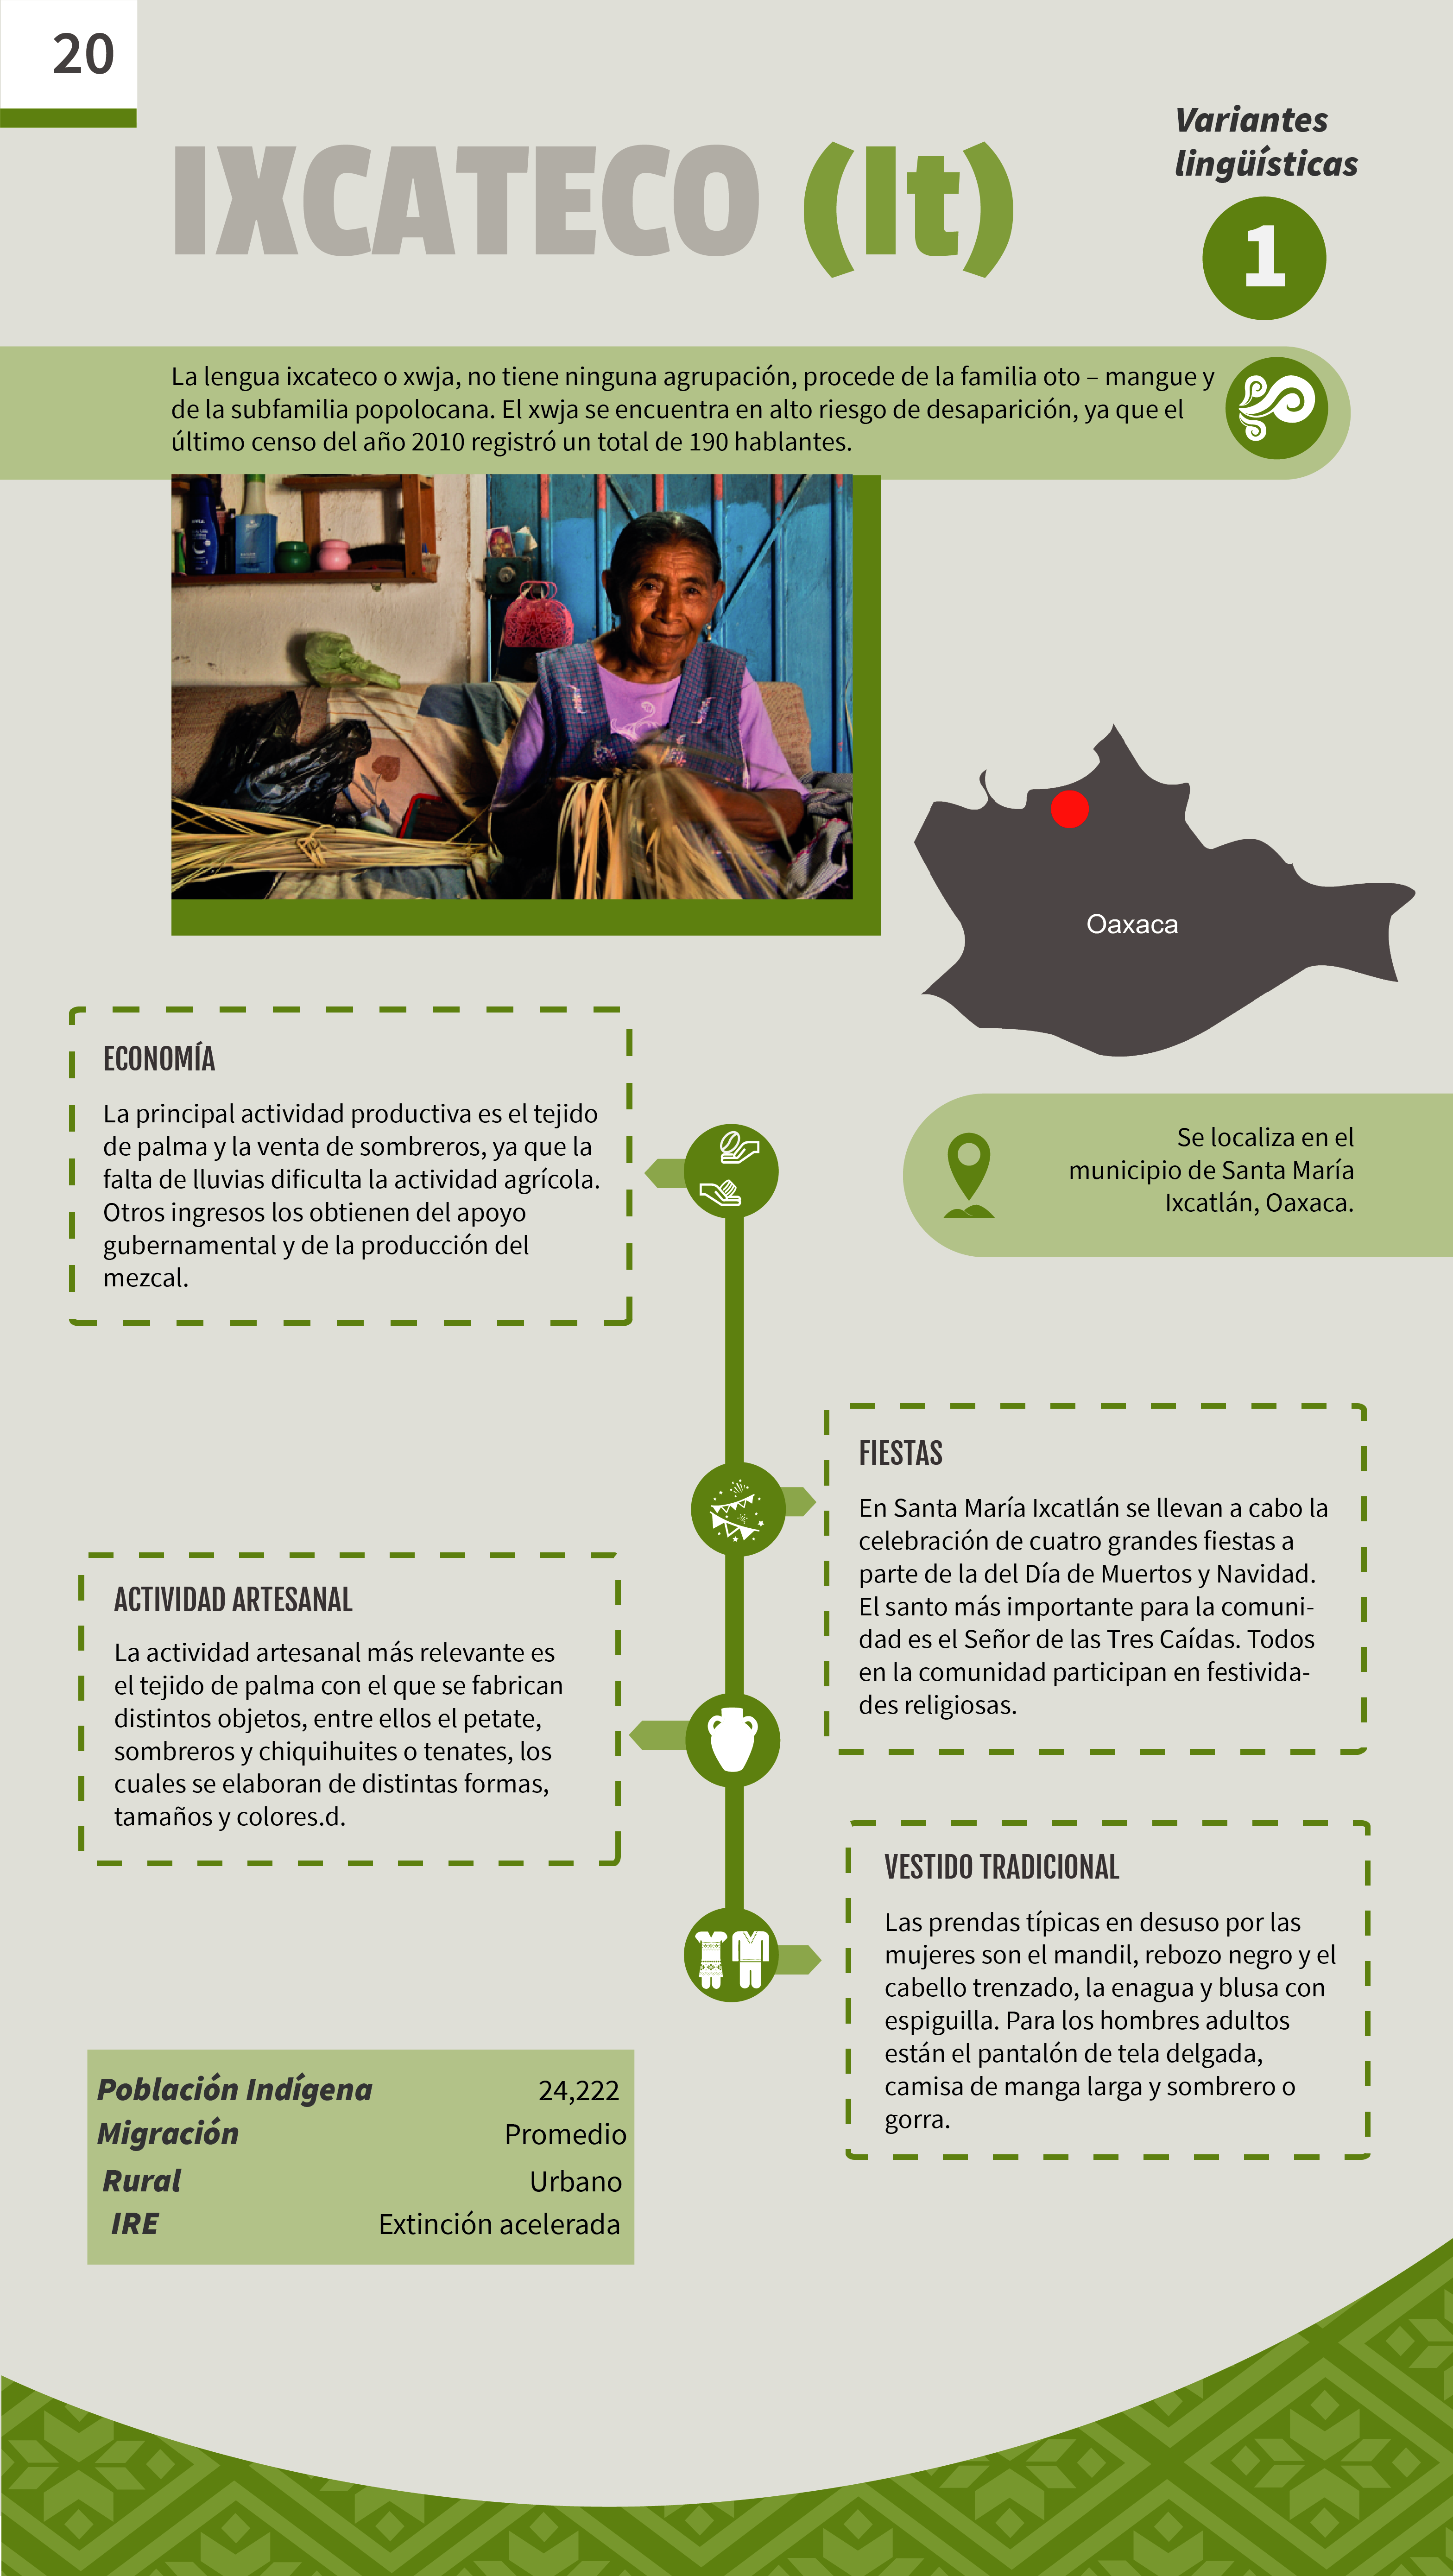 20
IXCATECO (It)
Variantes
lingüísticas
1
La lengua ixcateco o xwja, no tiene ninguna agrupación, procede de la familia oto – mangue y
de la subfamilia popolocana. El xwja se encuentra en alto riesgo de desaparición, ya que el
último censo del año 2010 registró un total de 190 hablantes.
Oaxaca
ECONOMÍA
La principal actividad productiva es el tejido
de palma y la venta de sombreros, ya que la
falta de lluvias dificulta la actividad agrícola.
Otros ingresos los obtienen del apoyo
gubernamental y de la producción del
mezcal.
Se localiza en el
municipio de Santa María
Ixcatlán, Oaxaca.
FIESTAS
En Santa María Ixcatlán se llevan a cabo la
celebración de cuatro grandes fiestas a
parte de la del Día de Muertos y Navidad.
El santo más importante para la comuni-
dad es el Señor de las Tres Caídas. Todos
en la comunidad participan en festivida-
des religiosas.
ACTIVIDAD ARTESANAL
La actividad artesanal más relevante es
el tejido de palma con el que se fabrican
distintos objetos, entre ellos el petate,
sombreros y chiquihuites o tenates, los
cuales se elaboran de distintas formas,
tamaños y colores.d.
VESTIDO TRADICIONAL
Las prendas típicas en desuso por las
mujeres son el mandil, rebozo negro y el
cabello trenzado, la enagua y blusa con
espiguilla. Para los hombres adultos
están el pantalón de tela delgada,
camisa de manga larga y sombrero o
gorra.
Población Indígena 24,222
Migración Promedio
Rural Urbano
IRE Extinción acelerada